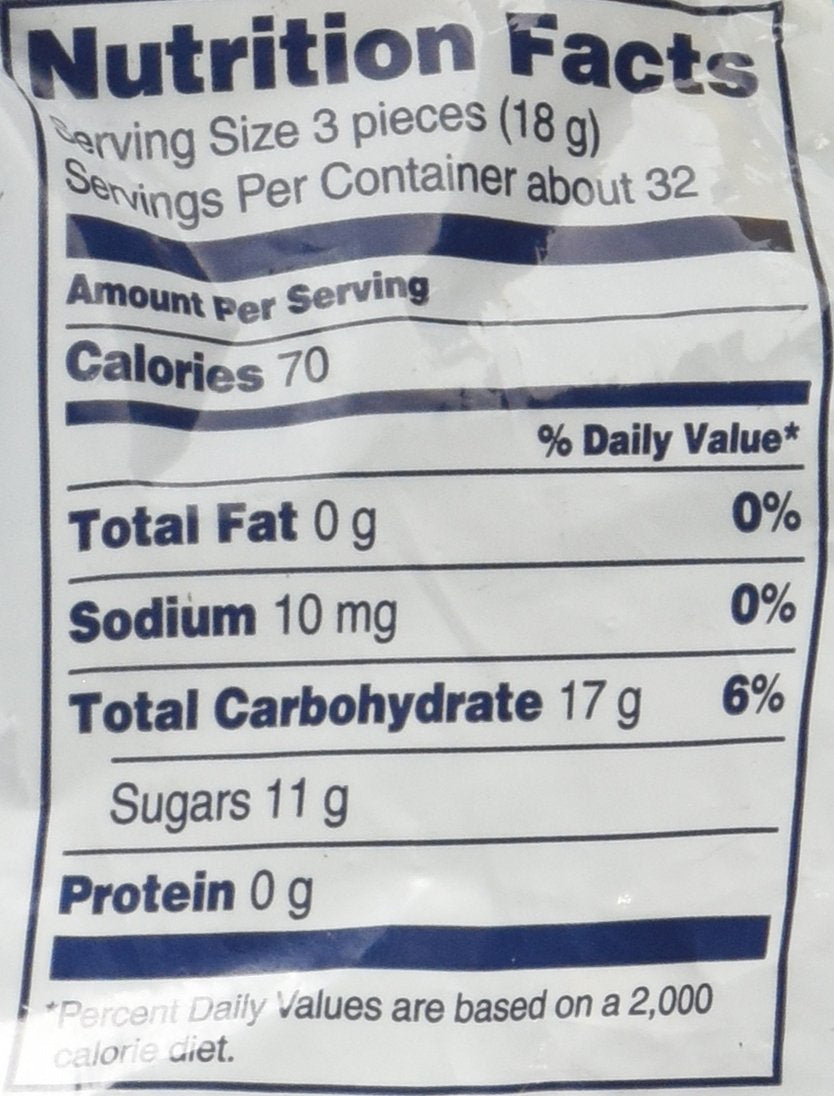 Nutrition Facts
Serving Size 3 pieces (18 g)
Servings Per Container about 32
Amount Per Serving
Calories 70
% Daily Value*
Total Fat 0 g 0%
Sodium 10 mg 0%
Total Carbohydrate 17 g 6%
Sugars 11 g
Protein 0 g
*Percent Daily Values are based on a 2,000
calorie diet.